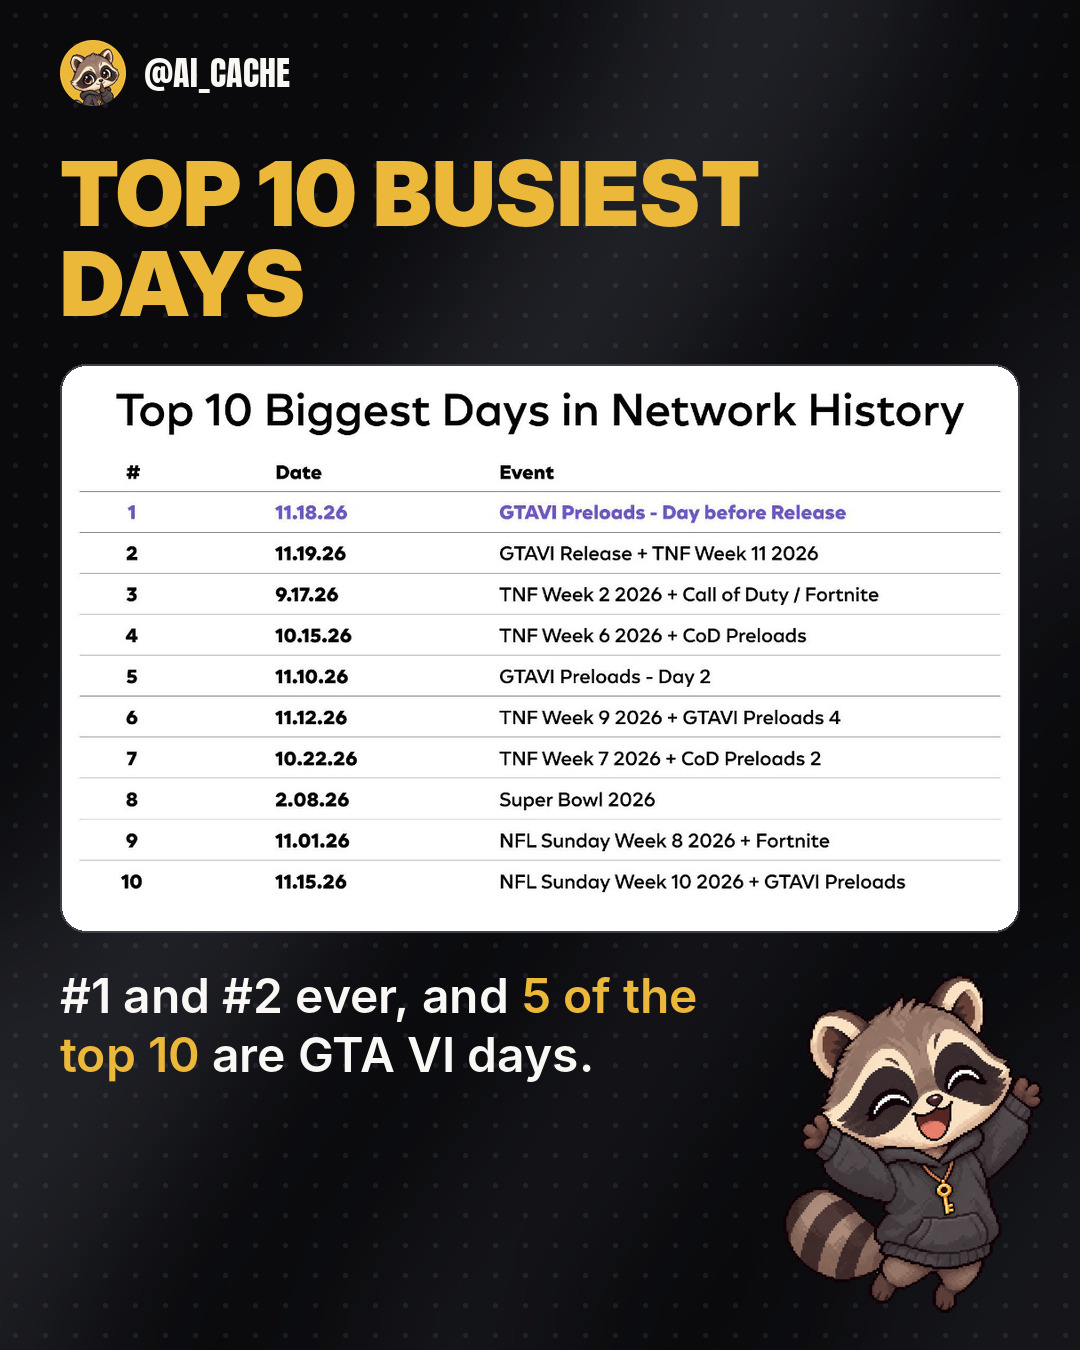 @AI_CACHE
TOP 10 BUSIEST
DAYS
Top 10 Biggest Days in Network History
# Date Event
1 11.18.26 GTAVI Preloads - Day before Release
2 11.19.26 GTAVI Release + TNF Week 11 2026
3 9.17.26 TNF Week 2 2026 + Call of Duty / Fortnite
4 10.15.26 TNF Week 6 2026 + CoD Preloads
5 11.10.26 GTAVI Preloads - Day 2
6 11.12.26 TNF Week 9 2026 + GTAVI Preloads 4
7 10.22.26 TNF Week 7 2026 + CoD Preloads 2
8 2.08.26 Super Bowl 2026
9 11.01.26 NFL Sunday Week 8 2026 + Fortnite
10 11.15.26 NFL Sunday Week 10 2026 + GTAVI Preloads
#1 and #2 ever, and 5 of the
top 10 are GTA VI days.